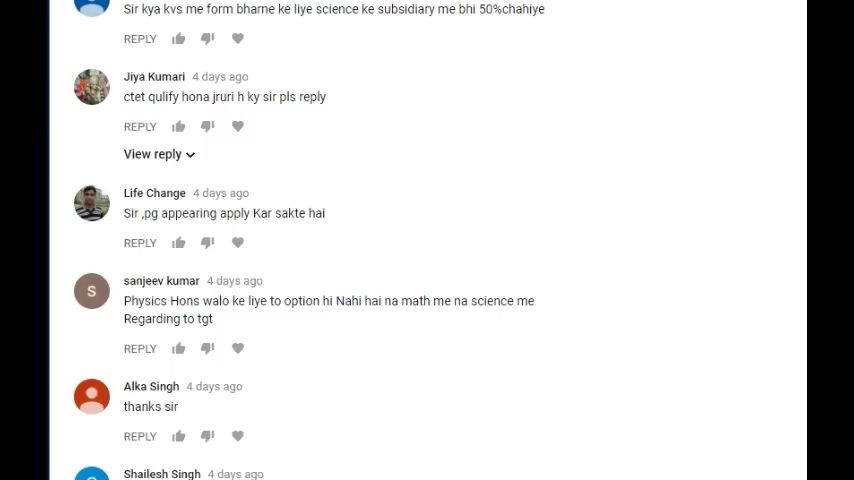 Sir kya kvs me form bharne ke liye science ke subsidiary me bhi 50%chahiye
REPLY
Jiya Kumari 4 days ago
ctet qulify hona jruri h ky sir pls reply
REPLY
View reply
Life Change 4 days ago
Sir ,pg appearing apply Kar sakte hai
REPLY
S
sanjeev kumar 4 days ago
Physics Hons walo ke liye to option hi Nahi hai na math me na science me
Regarding to tgt
REPLY
Alka Singh 4 days ago
thanks sir
REPLY
Shailesh Singh 4 days ago